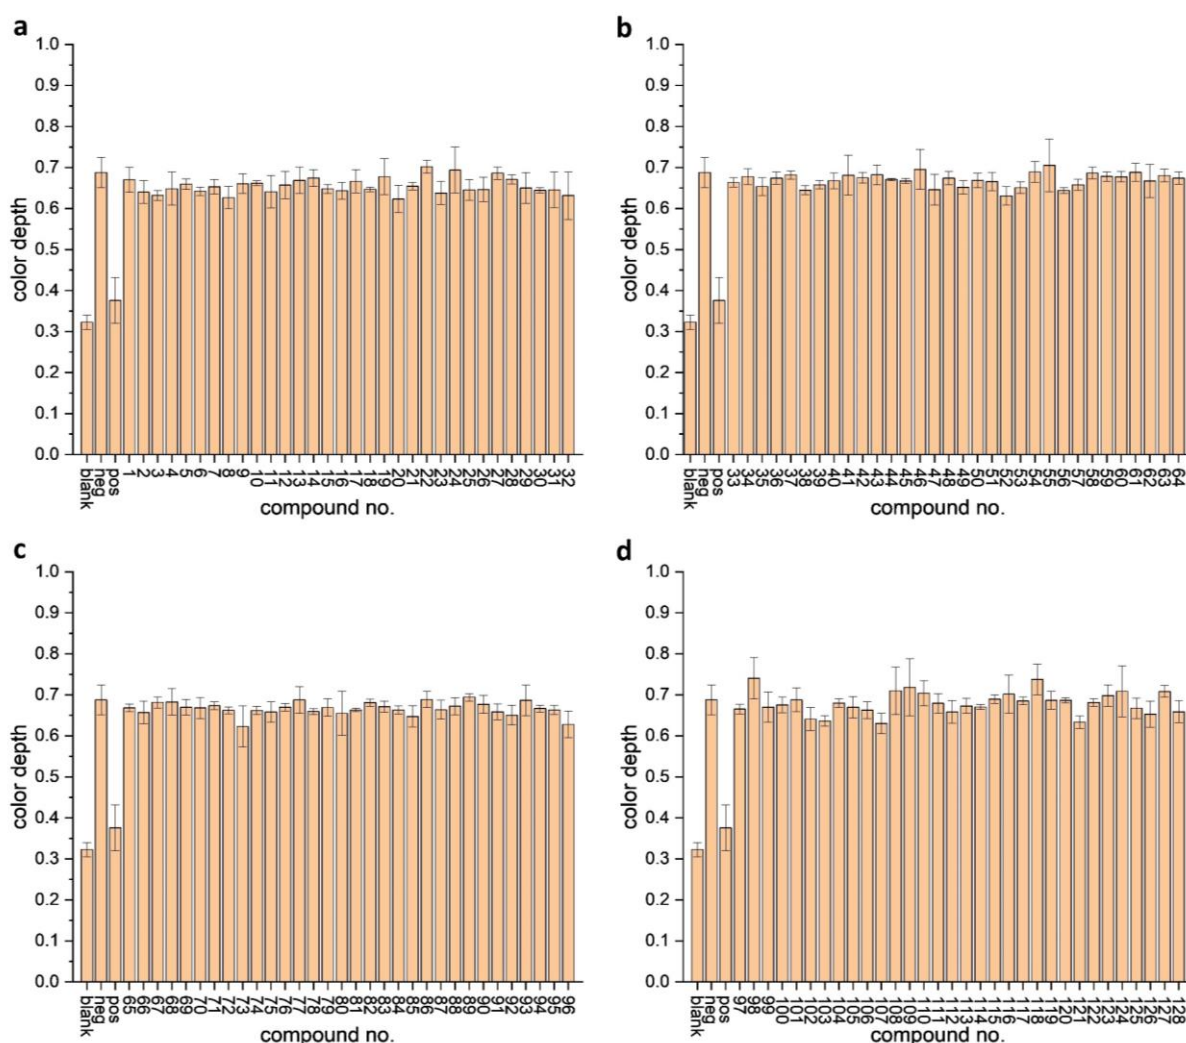 a
1.0
0.9
0.8
0.7
0.6
0.5
0.4
0.3
0.2
0.1
0.0
color depth
blank neg pos 1 2 3 4 5 6 7 8 9 10 11 12 13 14 15 16 17 18 19 20 21 22 23 24 25 26 27 28 29 30 31 32
compound no.
b
1.0
0.9
0.8
0.7
0.6
0.5
0.4
0.3
0.2
0.1
0.0
color depth
blank neg pos 33 34 35 36 37 38 39 40 41 42 43 44 45 46 47 48 49 50 51 52 53 54 55 56 57 58 59 60 61 62 63 64
compound no.
c
1.0
0.9
0.8
0.7
0.6
0.5
0.4
0.3
0.2
0.1
0.0
color depth
blank neg pos 65 66 67 68 69 70 71 72 73 74 75 76 77 78 79 80 81 82 83 84 85 86 87 88 89 90 91 92 93 94 95 96
compound no.
d
1.0
0.9
0.8
0.7
0.6
0.5
0.4
0.3
0.2
0.1
0.0
color depth
blank neg pos 97 98 99 100 101 102 103 104 105 106 107 108 109 110 111 112 113 114 115 116 117 118 119 120 121 122 123 124 125 126 127 128
compound no.